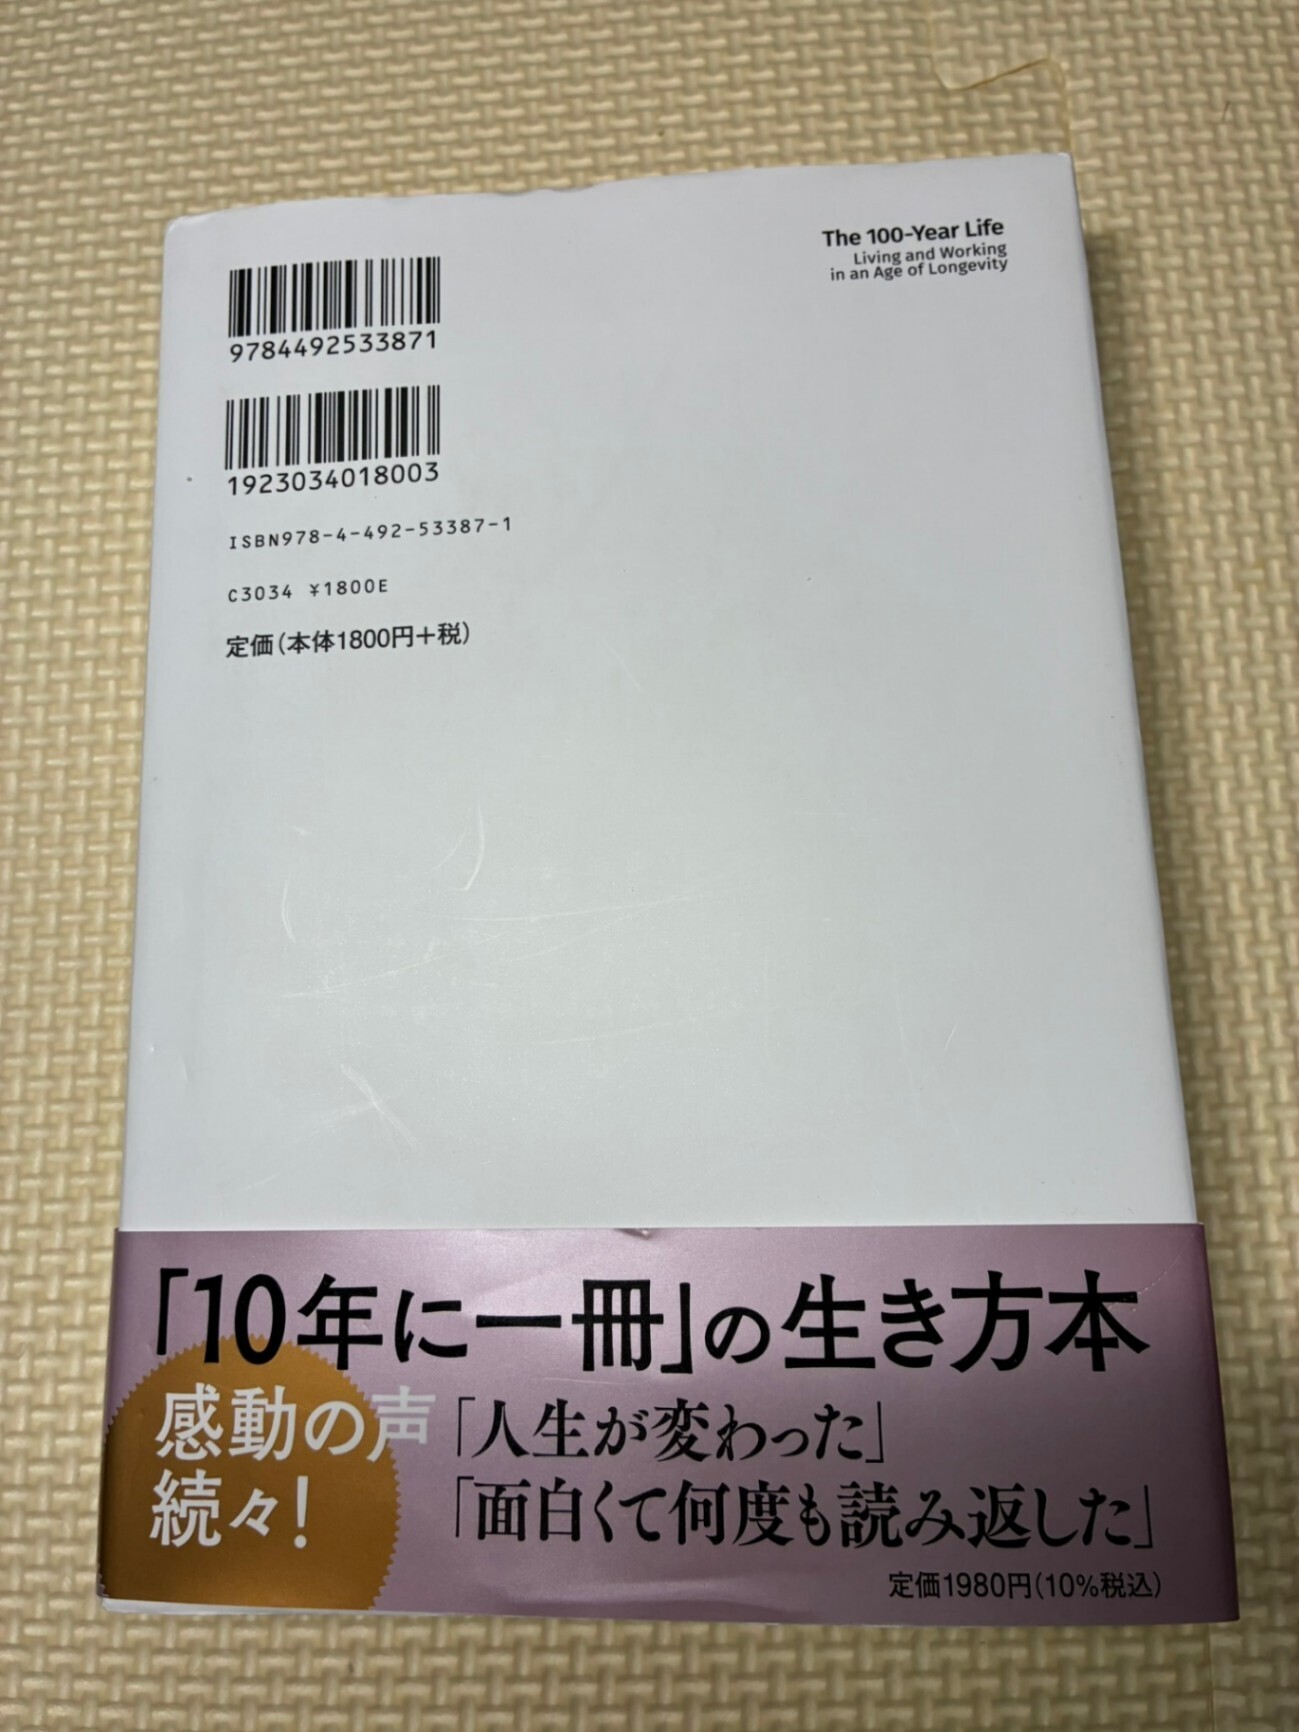 The 100-Year Life
Living and Working
in an Age of Longevity
9784492533871
1923034018003
ISBN978-4-492-53387-1
C3034 ¥1800E
定価(本体1800円+税)
「10年に一冊」の生き方本
感動の声
続々!
「人生が変わった」
「面白くて何度も読み返した」
定価1980円(10%税込)